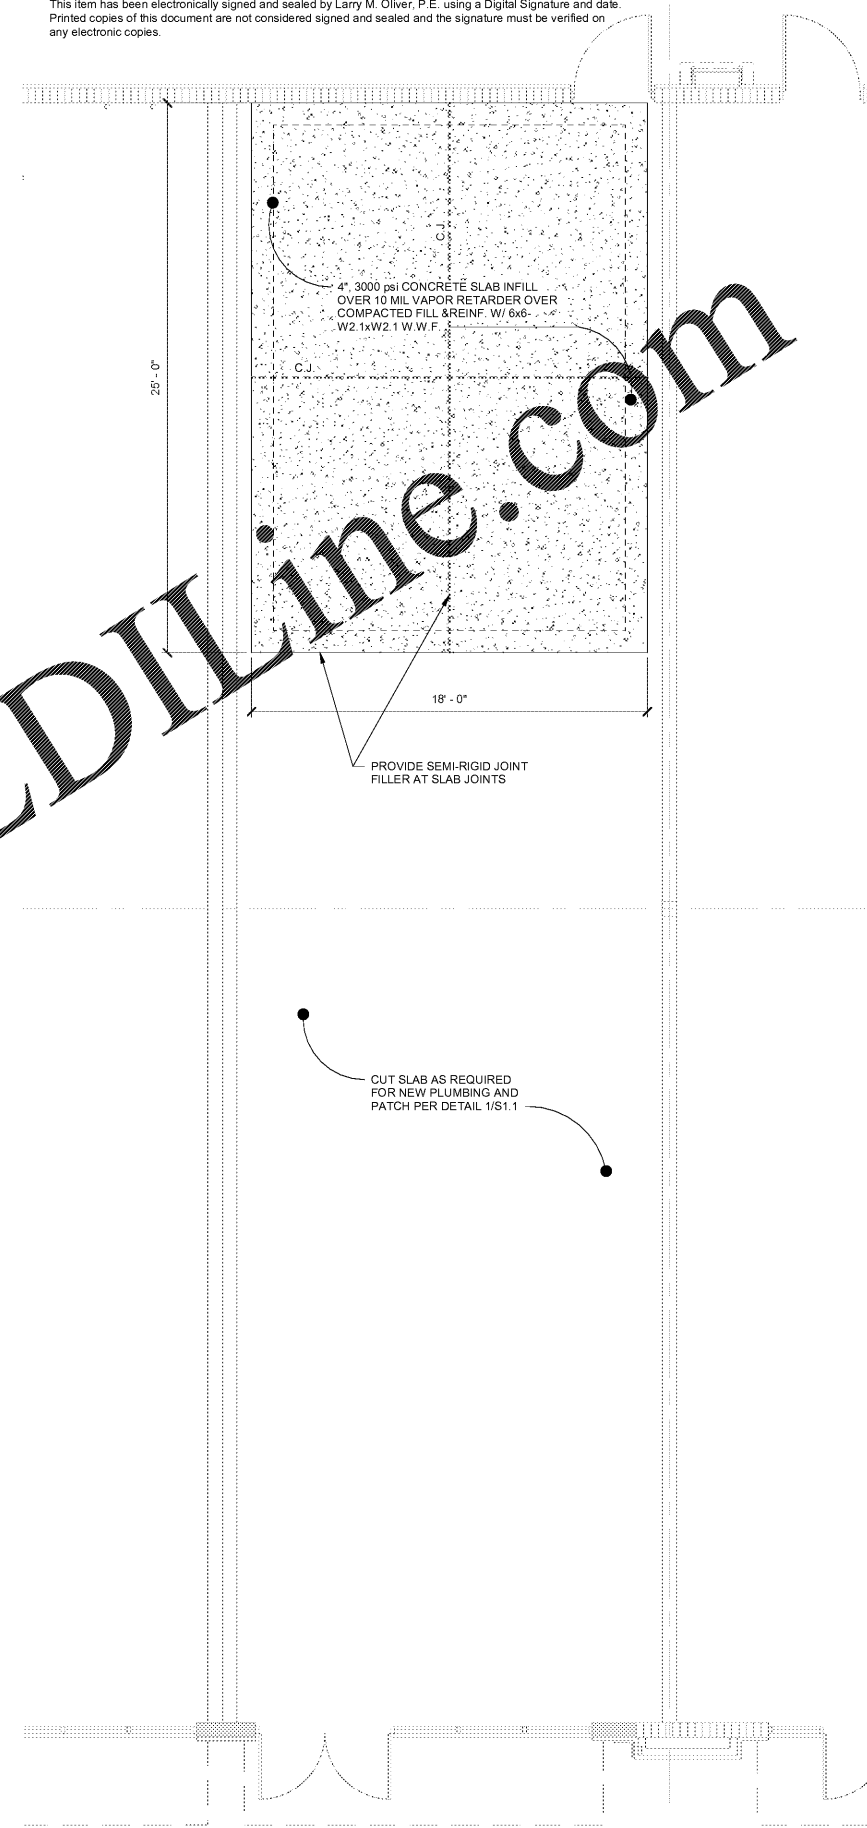 This item has been electronically signed and sealed by Larry M. Oliver, P.E. using a Digital Signature and date.
Printed copies of this document are not considered signed and sealed and the signature must be verified on
any electronic copies.
C.J.
4", 3000 psi CONCRETE SLAB INFILL
OVER 10 MIL VAPOR RETARDER OVER
COMPACTED FILL &REINF. W/ 6x6-
W2.1xW2.1 W.W.F.
C.J.
25' - 0"
LDILine.com
18' - 0"
PROVIDE SEMI-RIGID JOINT
FILLER AT SLAB JOINTS
CUT SLAB AS REQUIRED
FOR NEW PLUMBING AND
PATCH PER DETAIL 1/S1.1